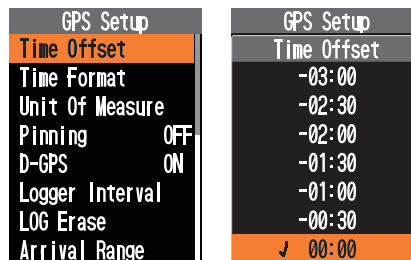 GPS Setup
Time Offset
Time Format
Unit Of Measure
Pinning OFF
D-GPS ON
Logger Interval
LOG Erase
Arrival Range
GPS Setup
Time Offset
-03:00
-02:30
-02:00
-01:30
-01:00
-00:30
✓ 00:00